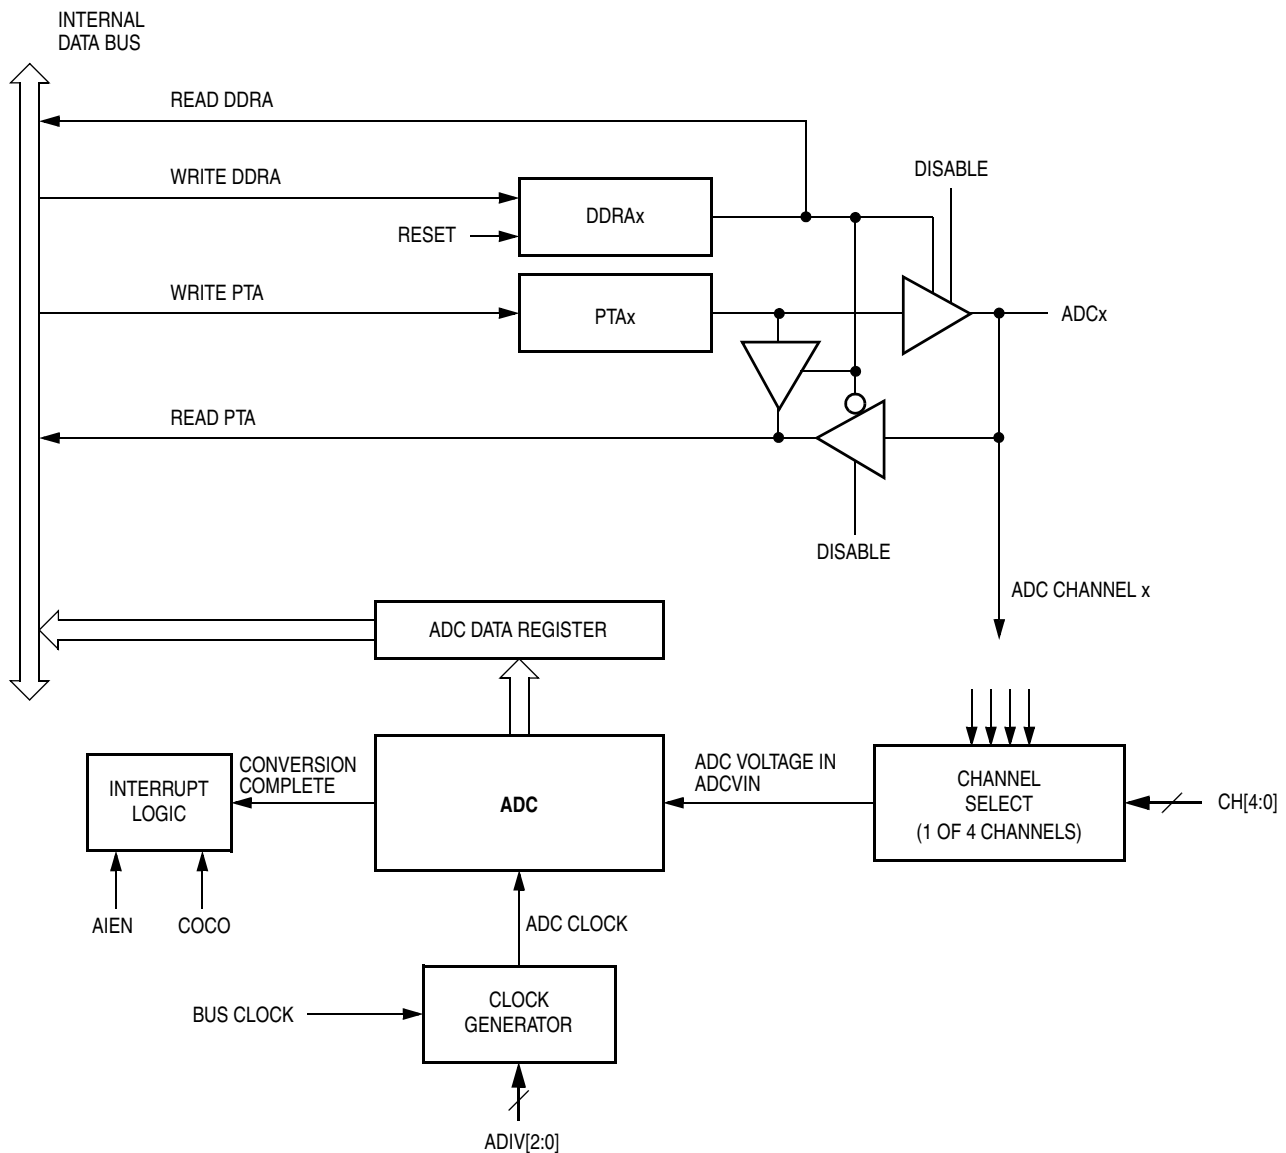 INTERNAL
DATA BUS
READ DDRA
WRITE DDRA
DISABLE
DDRAx
RESET
WRITE PTA
PTAx
ADCx
READ PTA
DISABLE
ADC CHANNEL x
ADC DATA REGISTER
INTERRUPT
LOGIC
CONVERSION
COMPLETE
ADC
ADC VOLTAGE IN
ADCVIN
CHANNEL
SELECT
(1 OF 4 CHANNELS)
CH[4:0]
AIEN
COCO
ADC CLOCK
BUS CLOCK
CLOCK
GENERATOR
ADIV[2:0]